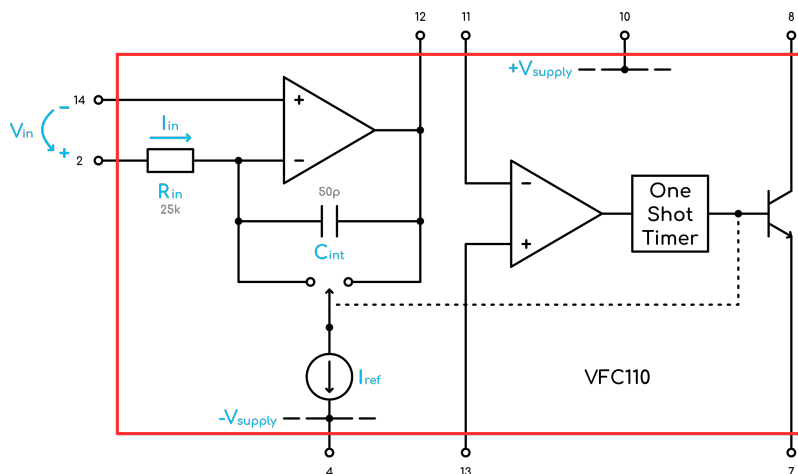 12
11
10
8
+Vsupply
14
+
−
Iin
Vin
−
+
2
−
Rin
25k
50p
Cint
−
+
One
Shot
Timer
Iref
VFC110
-Vsupply
4
13
7